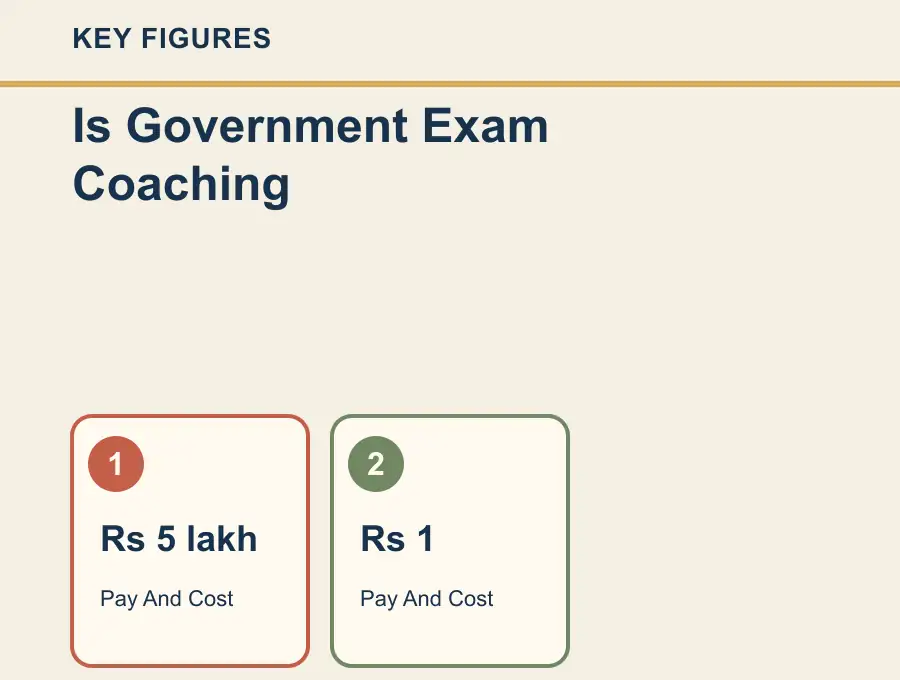 KEY FIGURES
Is Government Exam
Coaching
1
Rs 5 lakh
Pay And Cost
2
Rs 1
Pay And Cost